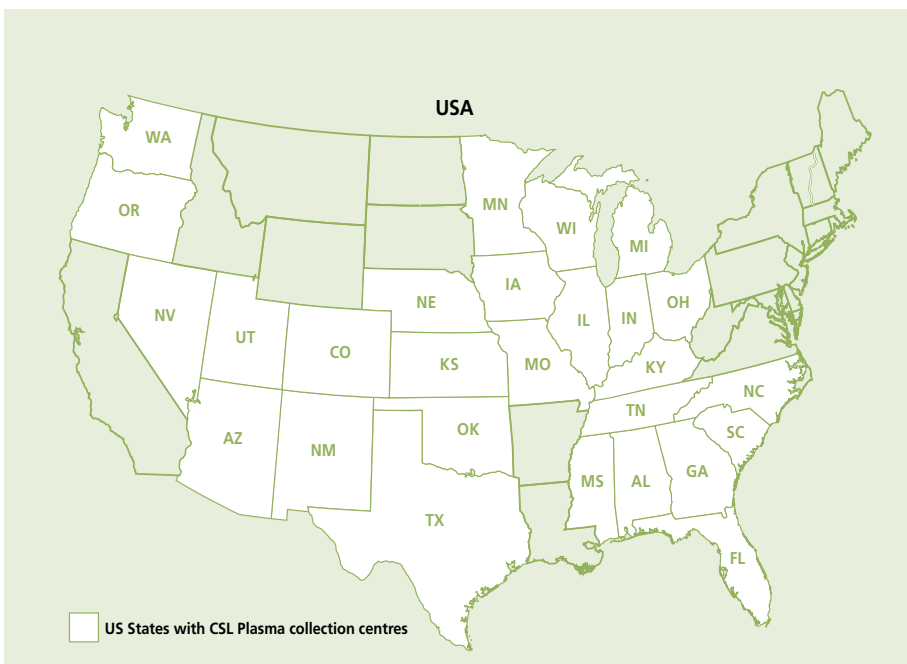 USA
WA
OR
MN
WI
MI
IA
NE
OH
NV
IL
IN
UT
CO
KS
MO
KY
NC
TN
OK
SC
AZ
NM
GA
MS
AL
TX
FL
US States with CSL Plasma collection centres